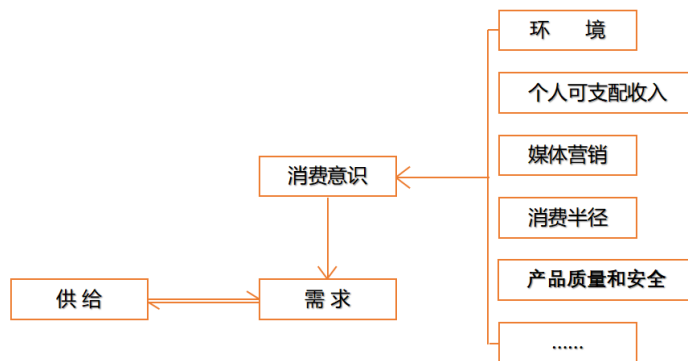 环 境
个人可支配收入
媒体营销
消费意识
消费半径
产品质量和安全
供 给
需 求
……